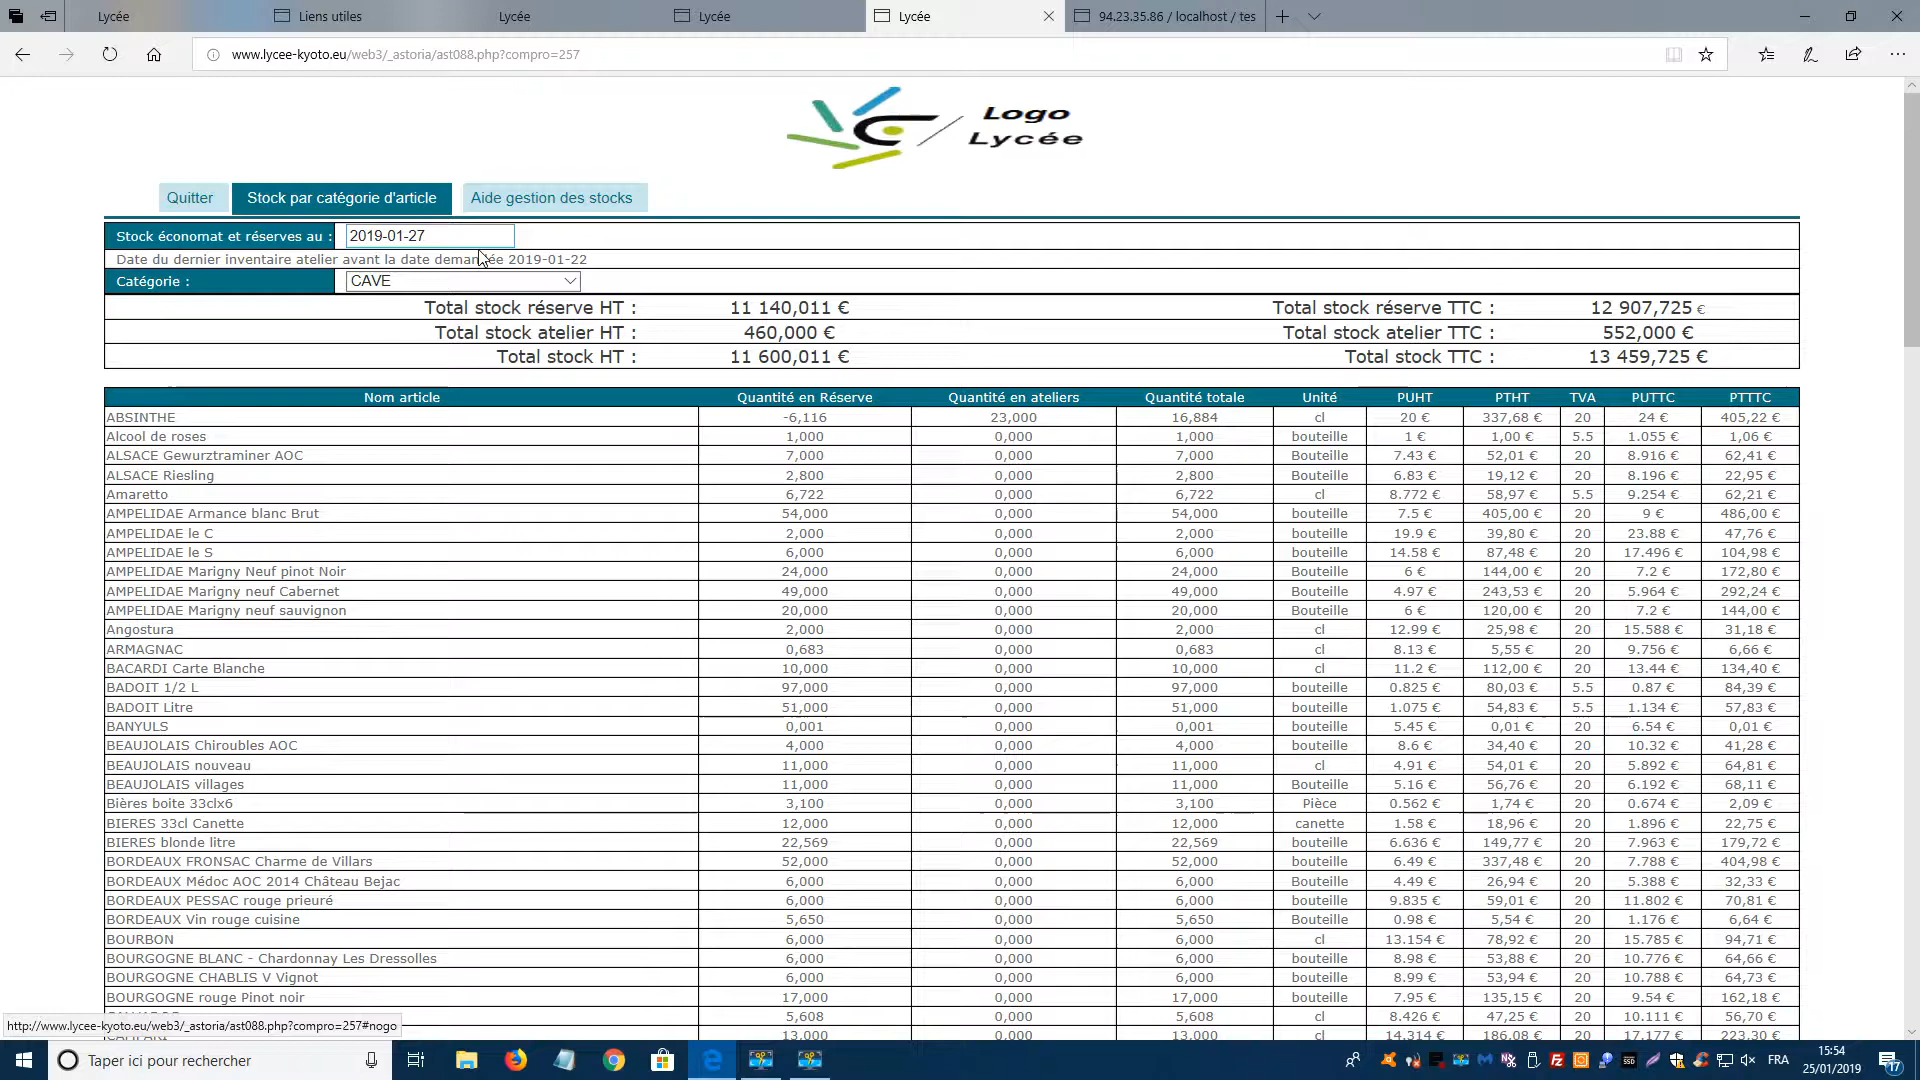 Lycée Liens utiles Lycée Lycée Lycée 94.23.35.86 / localhost / tes
www.lycee-kyoto.eu/web3/_astoria/ast088.php?compro=257
Logo
Lycée
Quitter Stock par catégorie d'article Aide gestion des stocks
Stock économat et réserves au : 2019-01-27
Date du dernier inventaire atelier avant la date demandée 2019-01-22
Catégorie : CAVE
Total stock réserve HT : 11 140,011 € Total stock réserve TTC : 12 907,725 €
Total stock atelier HT : 460,000 € Total stock atelier TTC : 552,000 €
Total stock HT : 11 600,011 € Total stock TTC : 13 459,725 €
Nom article Quantité en Réserve Quantité en ateliers Quantité totale Unité PUHT PTHT TVA PUTTC PTTTC
ABSINTHE -6,116 23,000 16,884 cl 20 € 337,68 € 20 24 € 405,22 €
Alcool de roses 1,000 0,000 1,000 bouteille 1 € 1,00 € 5.5 1.055 € 1,06 €
ALSACE Gewurztraminer AOC 7,000 0,000 7,000 Bouteille 7.43 € 52,01 € 20 8.916 € 62,41 €
ALSACE Riesling 2,800 0,000 2,800 Bouteille 6.83 € 19,12 € 20 8.196 € 22,95 €
Amaretto 6,722 0,000 6,722 cl 8.772 € 58,97 € 5.5 9.254 € 62,21 €
AMPELIDAE Armance blanc Brut 54,000 0,000 54,000 bouteille 7.5 € 405,00 € 20 9 € 486,00 €
AMPELIDAE le C 2,000 0,000 2,000 bouteille 19.9 € 39,80 € 20 23.88 € 47,76 €
AMPELIDAE le S 6,000 0,000 6,000 bouteille 14.58 € 87,48 € 20 17.496 € 104,98 €
AMPELIDAE Marigny Neuf pinot Noir 24,000 0,000 24,000 Bouteille 6 € 144,00 € 20 7.2 € 172,80 €
AMPELIDAE Marigny neuf Cabernet 49,000 0,000 49,000 Bouteille 4.97 € 243,53 € 20 5.964 € 292,24 €
AMPELIDAE Marigny neuf sauvignon 20,000 0,000 20,000 Bouteille 6 € 120,00 € 20 7.2 € 144,00 €
Angostura 2,000 0,000 2,000 cl 12.99 € 25,98 € 20 15.588 € 31,18 €
ARMAGNAC 0,683 0,000 0,683 cl 8.13 € 5,55 € 20 9.756 € 6,66 €
BACARDI Carte Blanche 10,000 0,000 10,000 cl 11.2 € 112,00 € 20 13.44 € 134,40 €
BADOIT 1/2 L 97,000 0,000 97,000 bouteille 0.825 € 80,03 € 5.5 0.87 € 84,39 €
BADOIT Litre 51,000 0,000 51,000 bouteille 1.075 € 54,83 € 5.5 1.134 € 57,83 €
BANYULS 0,001 0,000 0,001 bouteille 5.45 € 0,01 € 20 6.54 € 0,01 €
BEAUJOLAIS Chiroubles AOC 4,000 0,000 4,000 bouteille 8.6 € 34,40 € 20 10.32 € 41,28 €
BEAUJOLAIS nouveau 11,000 0,000 11,000 cl 4.91 € 54,01 € 20 5.892 € 64,81 €
BEAUJOLAIS villages 11,000 0,000 11,000 Bouteille 5.16 € 56,76 € 20 6.192 € 68,11 €
Bières boite 33clx6 3,100 0,000 3,100 Pièce 0.562 € 1,74 € 20 0.674 € 2,09 €
BIERES 33cl Canette 12,000 0,000 12,000 canette 1.58 € 18,96 € 20 1.896 € 22,75 €
BIERES blonde litre 22,569 0,000 22,569 bouteille 6.636 € 149,77 € 20 7.963 € 179,72 €
BORDEAUX FRONSAC Charme de Villars 52,000 0,000 52,000 bouteille 6.49 € 337,48 € 20 7.788 € 404,98 €
BORDEAUX Médoc AOC 2014 Château Bejac 6,000 0,000 6,000 Bouteille 4.49 € 26,94 € 20 5.388 € 32,33 €
BORDEAUX PESSAC rouge prieuré 6,000 0,000 6,000 Bouteille 9.835 € 59,01 € 20 11.802 € 70,81 €
BORDEAUX Vin rouge cuisine 5,650 0,000 5,650 Bouteille 0.98 € 5,54 € 20 1.176 € 6,64 €
BOURBON 6,000 0,000 6,000 cl 13.154 € 78,92 € 20 15.785 € 94,71 €
BOURGOGNE BLANC - Chardonnay Les Dressolles 6,000 0,000 6,000 bouteille 8.98 € 53,88 € 20 10.776 € 64,66 €
BOURGOGNE CHABLIS V Vignot 6,000 0,000 6,000 bouteille 8.99 € 53,94 € 20 10.788 € 64,73 €
BOURGOGNE rouge Pinot noir 17,000 0,000 17,000 bouteille 7.95 € 135,15 € 20 9.54 € 162,18 €
5,608 0,000 5,608 cl 8.426 € 47,25 € 20 10.111 € 56,70 €
13,000 0,000 13,000 cl 14.314 € 186,08 € 20 17.177 € 223,30 €
http://www.lycee-kyoto.eu/web3/_astoria/ast088.php?compro=257#nogo
Taper ici pour rechercher FRA 15:54
25/01/2019 17